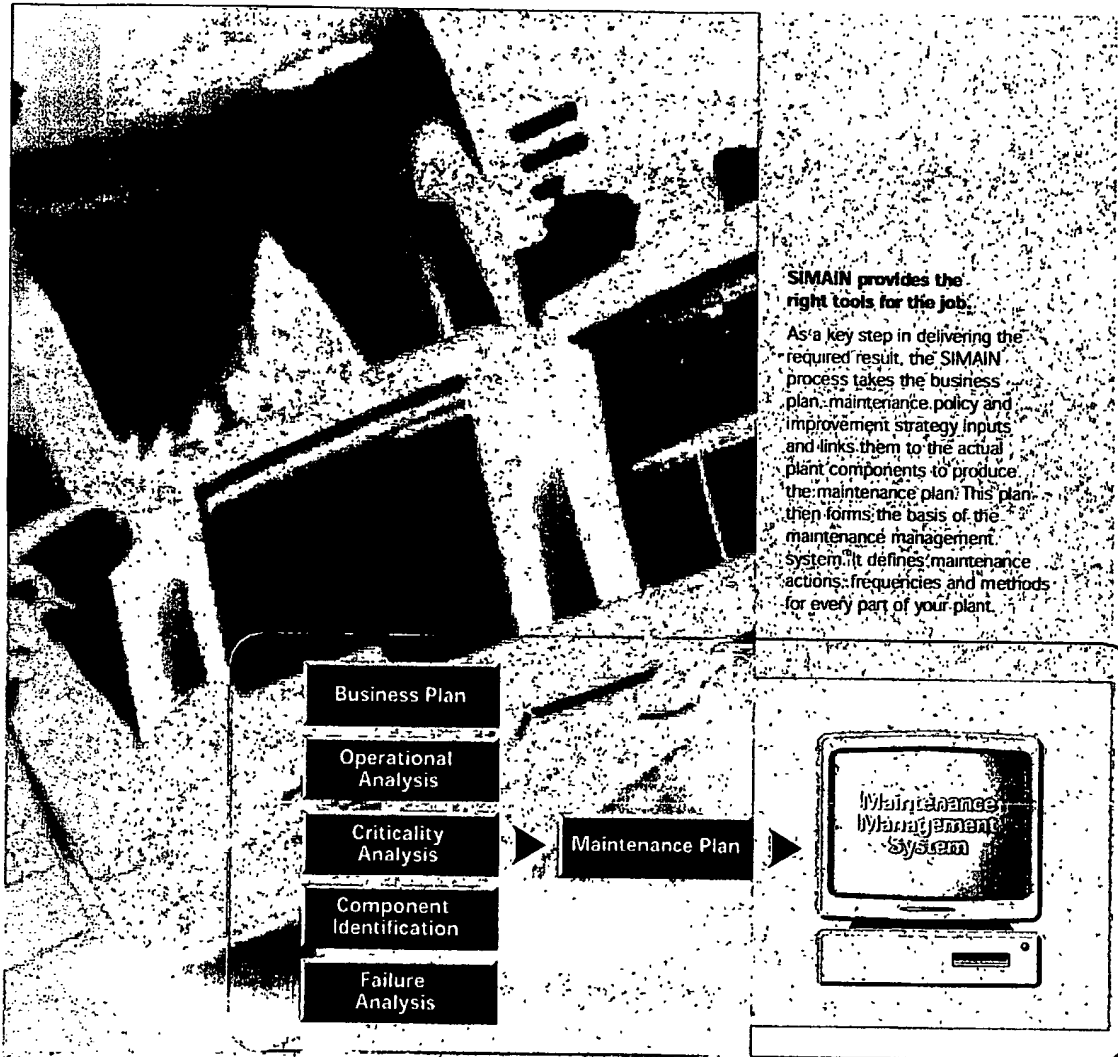 SIMAIN provides the
right tools for the job.
As a key step in delivering the
required result, the SIMAIN
process takes the business
plan, maintenance policy and
improvement strategy inputs
and links them to the actual
plant components to produce
the maintenance plan. This plan
then forms the basis of the
maintenance management
system. It defines maintenance
actions, frequencies and methods
for every part of your plant.
Business Plan
Operational
Analysis
Criticality
Analysis
Component
Identification
Failure
Analysis
Maintenance Plan
Maintenance
Management
System